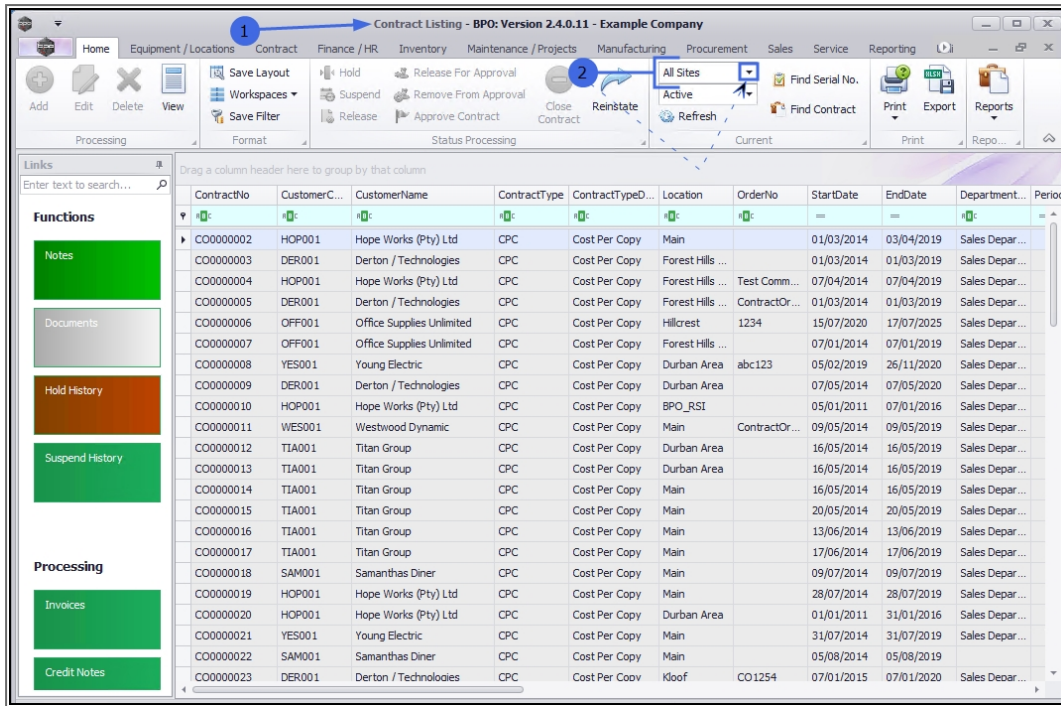 Contract Listing - BPO: Version 2.4.0.11 - Example Company
1
Home Equipment / Locations Contract Finance / HR Inventory Maintenance / Projects Manufacturing Procurement Sales Service Reporting
Save Layout Hold Release For Approval 2 All Sites Find Serial No.
Add Edit Delete View Workspaces Suspend Remove From Approval Close Contract Reinstate Active Print Export Reports
Save Filter Release Approve Contract Refresh Find Contract
Processing Format Status Processing Current Print Repo...
Links Drag a column header here to group by that column
Enter text to search...
ContractNo CustomerC... CustomerName ContractType ContractTypeD... Location OrderNo StartDate EndDate Department... Perioc
Functions
CO0000002 HOP001 Hope Works (Pty) Ltd CPC Cost Per Copy Main 01/03/2014 03/04/2019 Sales Depar...
Notes
CO0000003 DER001 Derton / Technologies CPC Cost Per Copy Forest Hills ... 01/03/2014 01/03/2019 Sales Depar...
CO0000004 HOP001 Hope Works (Pty) Ltd CPC Cost Per Copy Forest Hills ... Test Comm... 07/04/2014 07/04/2019 Sales Depar...
CO0000005 DER001 Derton / Technologies CPC Cost Per Copy Forest Hills ... ContractOr... 01/03/2014 01/03/2019 Sales Depar...
Documents
CO0000006 OFF001 Office Supplies Unlimited CPC Cost Per Copy Hillcrest 1234 15/07/2020 17/07/2025 Sales Depar...
CO0000007 OFF001 Office Supplies Unlimited CPC Cost Per Copy Forest Hills ... 07/01/2014 07/01/2019 Sales Depar...
CO0000008 YES001 Young Electric CPC Cost Per Copy Durban Area abc123 05/02/2019 26/11/2020 Sales Depar...
CO0000009 DER001 Derton / Technologies CPC Cost Per Copy Durban Area 07/05/2014 07/05/2020 Sales Depar...
Hold History
CO0000010 HOP001 Hope Works (Pty) Ltd CPC Cost Per Copy BPO_RSI 05/01/2011 07/01/2016 Sales Depar...
CO0000011 WES001 Westwood Dynamic CPC Cost Per Copy Main ContractOr... 09/05/2014 09/05/2019 Sales Depar...
CO0000012 TIA001 Titan Group CPC Cost Per Copy Durban Area 16/05/2014 16/05/2019 Sales Depar...
Suspend History
CO0000013 TIA001 Titan Group CPC Cost Per Copy Durban Area 16/05/2014 16/05/2019 Sales Depar...
CO0000014 TIA001 Titan Group CPC Cost Per Copy Main 16/05/2014 16/05/2019 Sales Depar...
CO0000015 TIA001 Titan Group CPC Cost Per Copy Main 20/05/2014 20/05/2019 Sales Depar...
CO0000016 TIA001 Titan Group CPC Cost Per Copy Main 13/06/2014 13/06/2019 Sales Depar...
CO0000017 TIA001 Titan Group CPC Cost Per Copy Main 17/06/2014 17/06/2019 Sales Depar...
Processing
CO0000018 SAM001 Samanthas Diner CPC Cost Per Copy Main 09/07/2014 09/07/2019 Sales Depar...
CO0000019 HOP001 Hope Works (Pty) Ltd CPC Cost Per Copy Main 28/07/2014 28/07/2019 Sales Depar...
Invoices
CO0000020 HOP001 Hope Works (Pty) Ltd CPC Cost Per Copy Durban Area 01/01/2011 31/01/2016 Sales Depar...
CO0000021 YES001 Young Electric CPC Cost Per Copy Main 31/07/2014 31/07/2019 Sales Depar...
CO0000022 SAM001 Samanthas Diner CPC Cost Per Copy Main 05/08/2014 05/08/2019
Credit Notes
CO0000023 DER001 Derton / Technologies CPC Cost Per Copy Kloof CO1254 07/01/2015 07/01/2020 Sales Depar...